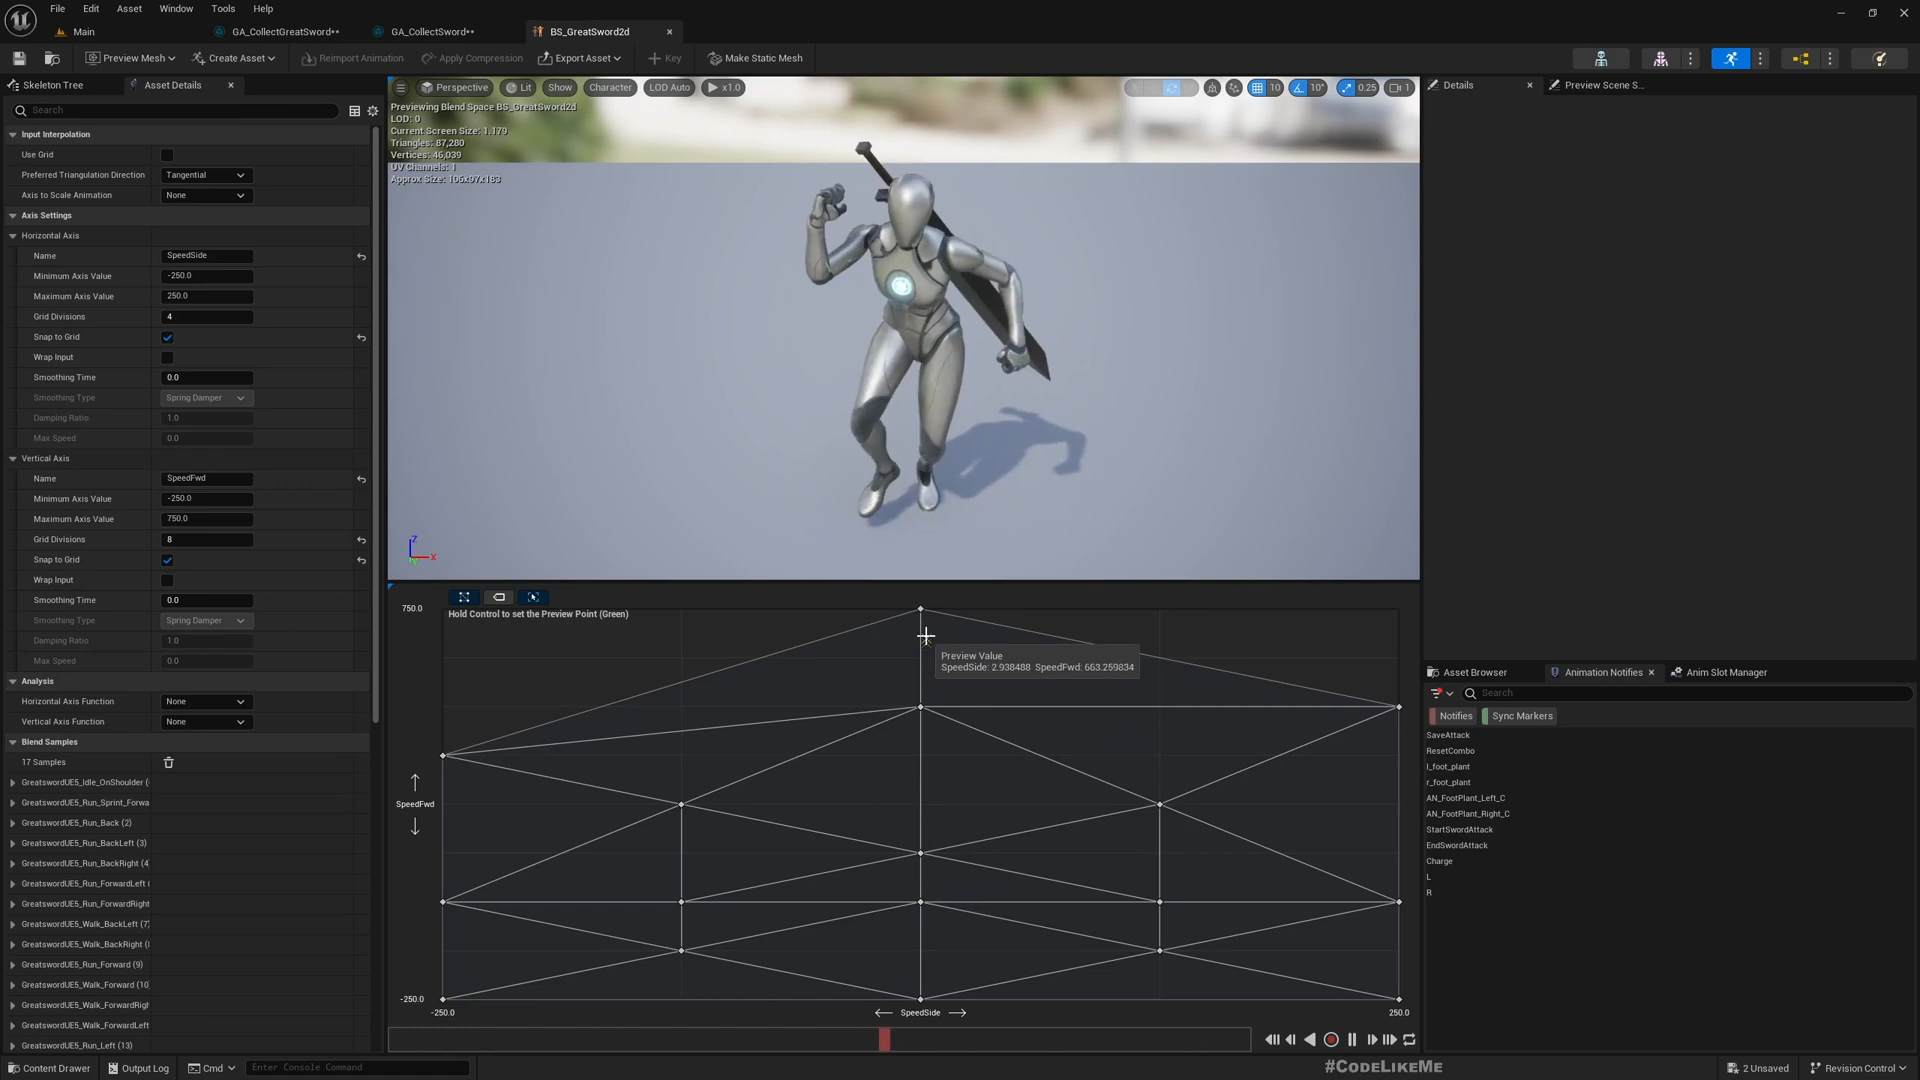 File Edit Asset Window Tools Help
Main GA_CollectGreatSword•• GA_CollectSword•• BS_GreatSword2d
Preview Mesh Create Asset Reimport Animation Apply Compression Key Export Asset Make Static Mesh
Skeleton Tree Asset Details
Search
Input Interpolation
Use Grid
Preferred Triangulation Direction Tangential
Axis to Scale Animation None
Axis Settings
Horizontal Axis
Name SpeedSide
Minimum Axis Value -250.0
Maximum Axis Value 250.0
Grid Divisions 4
Snap to Grid
Wrap Input
Smoothing Time 0.0
Smoothing Type Spring Damper
Damping Ratio 1.0
Max Speed 0.0
Vertical Axis
Name SpeedFwd
Minimum Axis Value -250.0
Maximum Axis Value 750.0
Grid Divisions 8
Snap to Grid
Wrap Input
Smoothing Time 0.0
Smoothing Type Spring Damper
Damping Ratio 1.0
Max Speed 0.0
Analysis
Horizontal Axis Function None
Vertical Axis Function None
Blend Samples
17 Samples
GreatswordUE5_Idle_OnShoulder (
GreatswordUE5_Run_Sprint_Forwa
GreatswordUE5_Run_Back (2)
GreatswordUE5_Run_BackLeft (3)
GreatswordUE5_Run_BackRight (4
GreatswordUE5_Run_ForwardLeft (
GreatswordUE5_Run_ForwardRight
GreatswordUE5_Walk_BackLeft (7)
GreatswordUE5_Walk_BackRight (
GreatswordUE5_Run_Forward (9)
GreatswordUE5_Walk_Forward (10
GreatswordUE5_Walk_ForwardRigh
GreatswordUE5_Walk_ForwardLeft
GreatswordUE5_Run_Left (13)
Perspective Lit Show Character LOD Auto x1.0 10 10° 0.25 1
Previewing Blend Space BS_GreatSword2d
LOD: 0
Current Screen Size: 1.179
Triangles: 87,280
Vertices: 46,039
UV Channels: 1
Approx Size: 106x97x183
Z
X
750.0
Hold Control to set the Preview Point (Green)
Preview Value
SpeedSide: 2.938488 SpeedFwd: 663.259834
SpeedFwd
-250.0
-250.0 SpeedSide 250.0
Details Preview Scene S...
Asset Browser Animation Notifies Anim Slot Manager
Search
Notifies Sync Markers
SaveAttack
ResetCombo
l_foot_plant
r_foot_plant
AN_FootPlant_Left_C
AN_FootPlant_Right_C
StartSwordAttack
EndSwordAttack
Charge
L
R
Content Drawer Output Log Cmd Enter Console Command
#CODELIKEME
2 Unsaved Revision Control